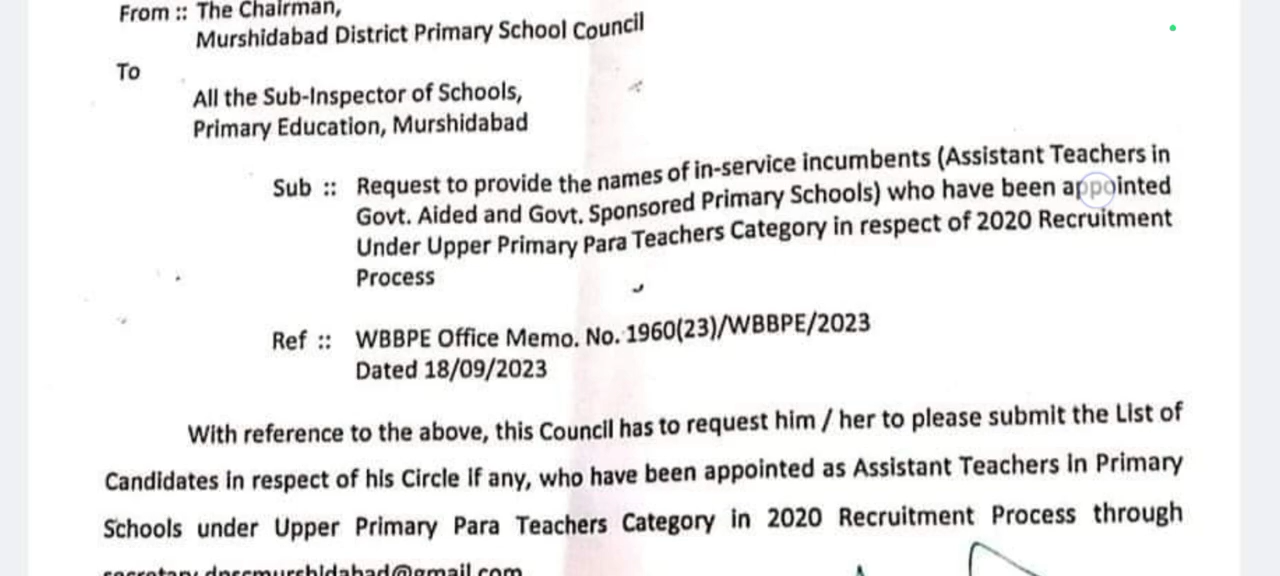 From :: The Chairman,
Murshidabad District Primary School Council
To
All the Sub-Inspector of Schools,
Primary Education, Murshidabad
Sub :: Request to provide the names of in-service incumbents (Assistant Teachers in
Govt. Aided and Govt. Sponsored Primary Schools) who have been appointed
Under Upper Primary Para Teachers Category in respect of 2020 Recruitment
Process
Ref :: WBBPE Office Memo. No. 1960(23)/WBBPE/2023
Dated 18/09/2023
With reference to the above, this Council has to request him / her to please submit the List of
Candidates in respect of his Circle if any, who have been appointed as Assistant Teachers in Primary
Schools under Upper Primary Para Teachers Category in 2020 Recruitment Process through
secretary.dpscmurshidabad@gmail.com